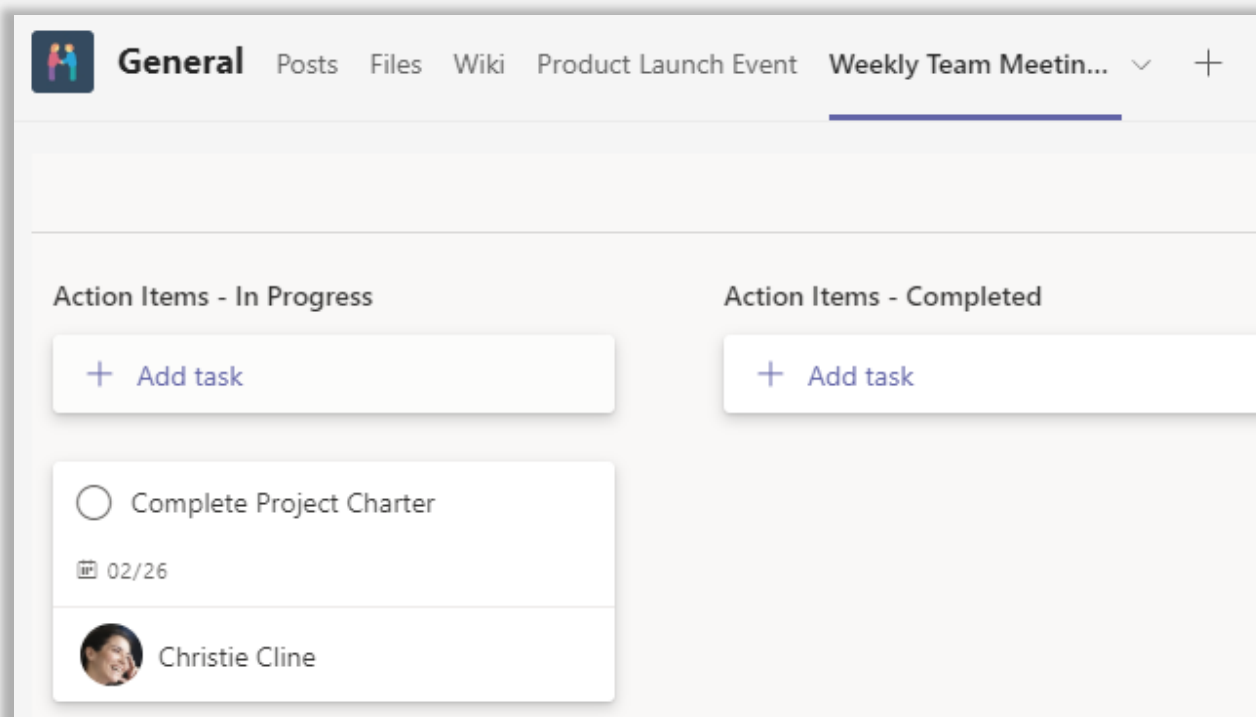 General Posts Files Wiki Product Launch Event Weekly Team Meetin...
Action Items - In Progress
Action Items - Completed
+ Add task
+ Add task
Complete Project Charter
02/26
Christie Cline